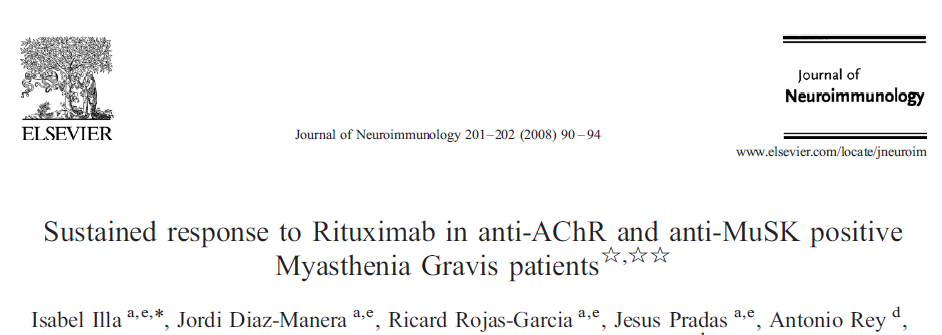 ELSEVIER
Journal of Neuroimmunology 201–202 (2008) 90–94
Journal of
Neuroimmunology
www.elsevier.com/locate/jneuroim
Sustained response to Rituximab in anti-AChR and anti-MuSK positive
Myasthenia Gravis patients☆,☆☆
Isabel Illa a,e,*, Jordi Diaz-Manera a,e, Ricard Rojas-Garcia a,e, Jesus Pradas a,e, Antonio Rey d,